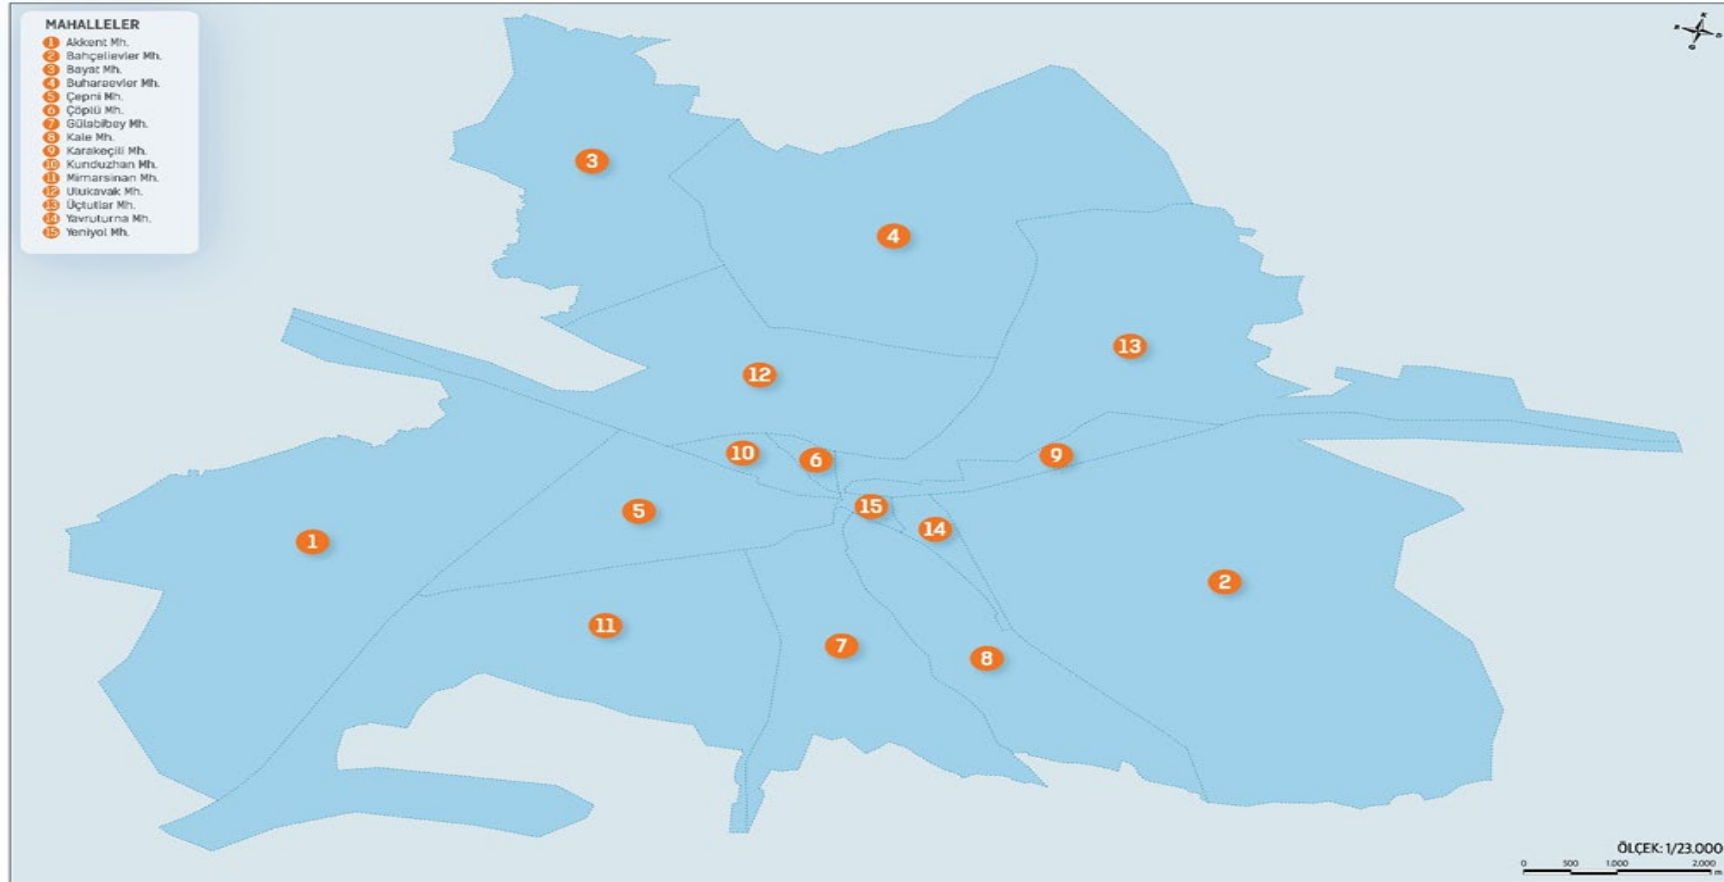 MAHALLELER
1 Akkent Mh.
2 Bahçelievler Mh.
3 Bayat Mh.
4 Buharaevler Mh.
5 Çepni Mh.
6 Çöplü Mh.
7 Gülabibey Mh.
8 Kale Mh.
9 Karakeçili Mh.
10 Kunduzhan Mh.
11 Mimarsinan Mh.
12 Ulukavak Mh.
13 Üçtutlar Mh.
14 Yavruturna Mh.
15 Yeniyol Mh.
K
3
4
13
12
10
6
9
15
5
14
1
2
11
7
8
ÖLÇEK: 1/23.000
0 500 1.000 2.000
m